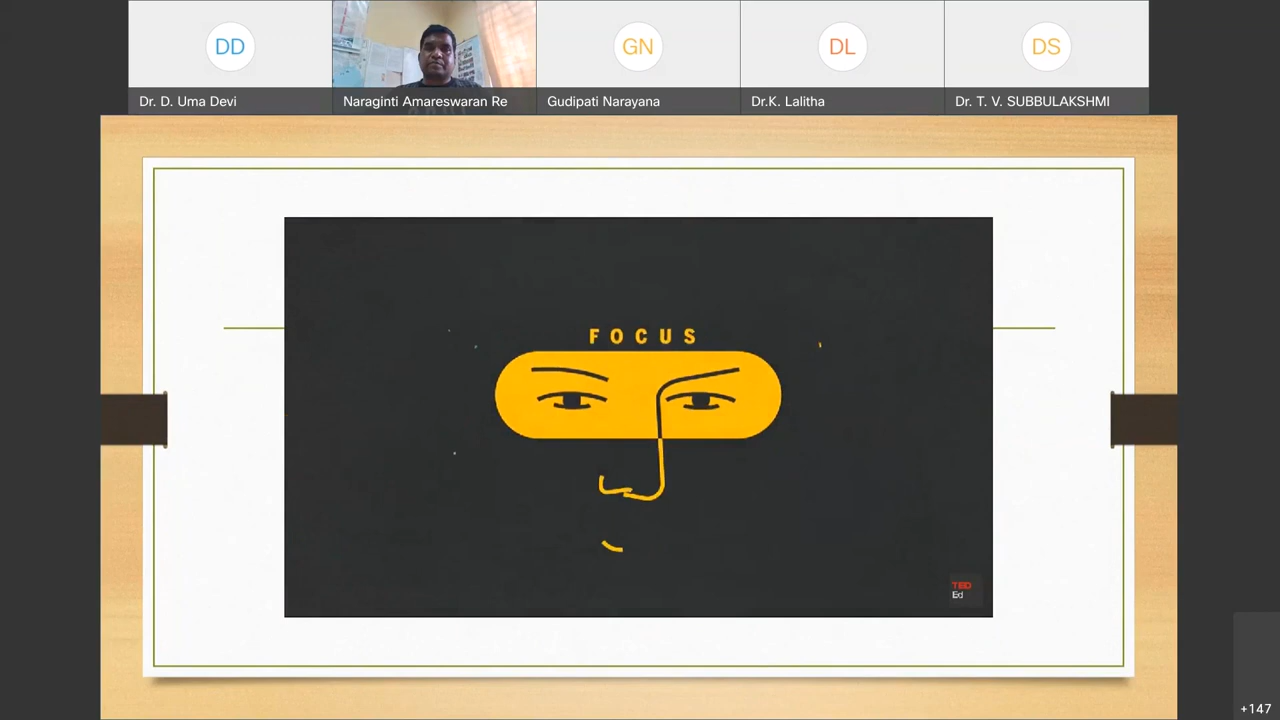 DD
GN
DL
DS
Dr. D. Uma Devi
Naraginti Amareswaran Re
Gudipati Narayana
Dr.K. Lalitha
Dr. T. V. SUBBULAKSHMI
FOCUS
TED
Ed
+147